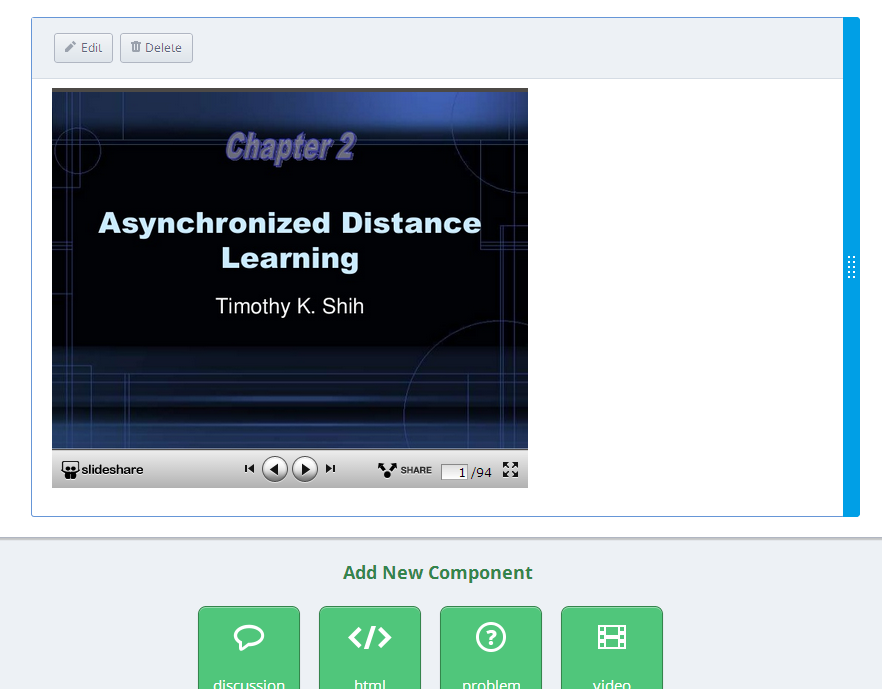 Edit Delete
Chapter 2
Asynchronized Distance
Learning
Timothy K. Shih
slideshare SHARE 1 /94
Add New Component
discussion html problem video